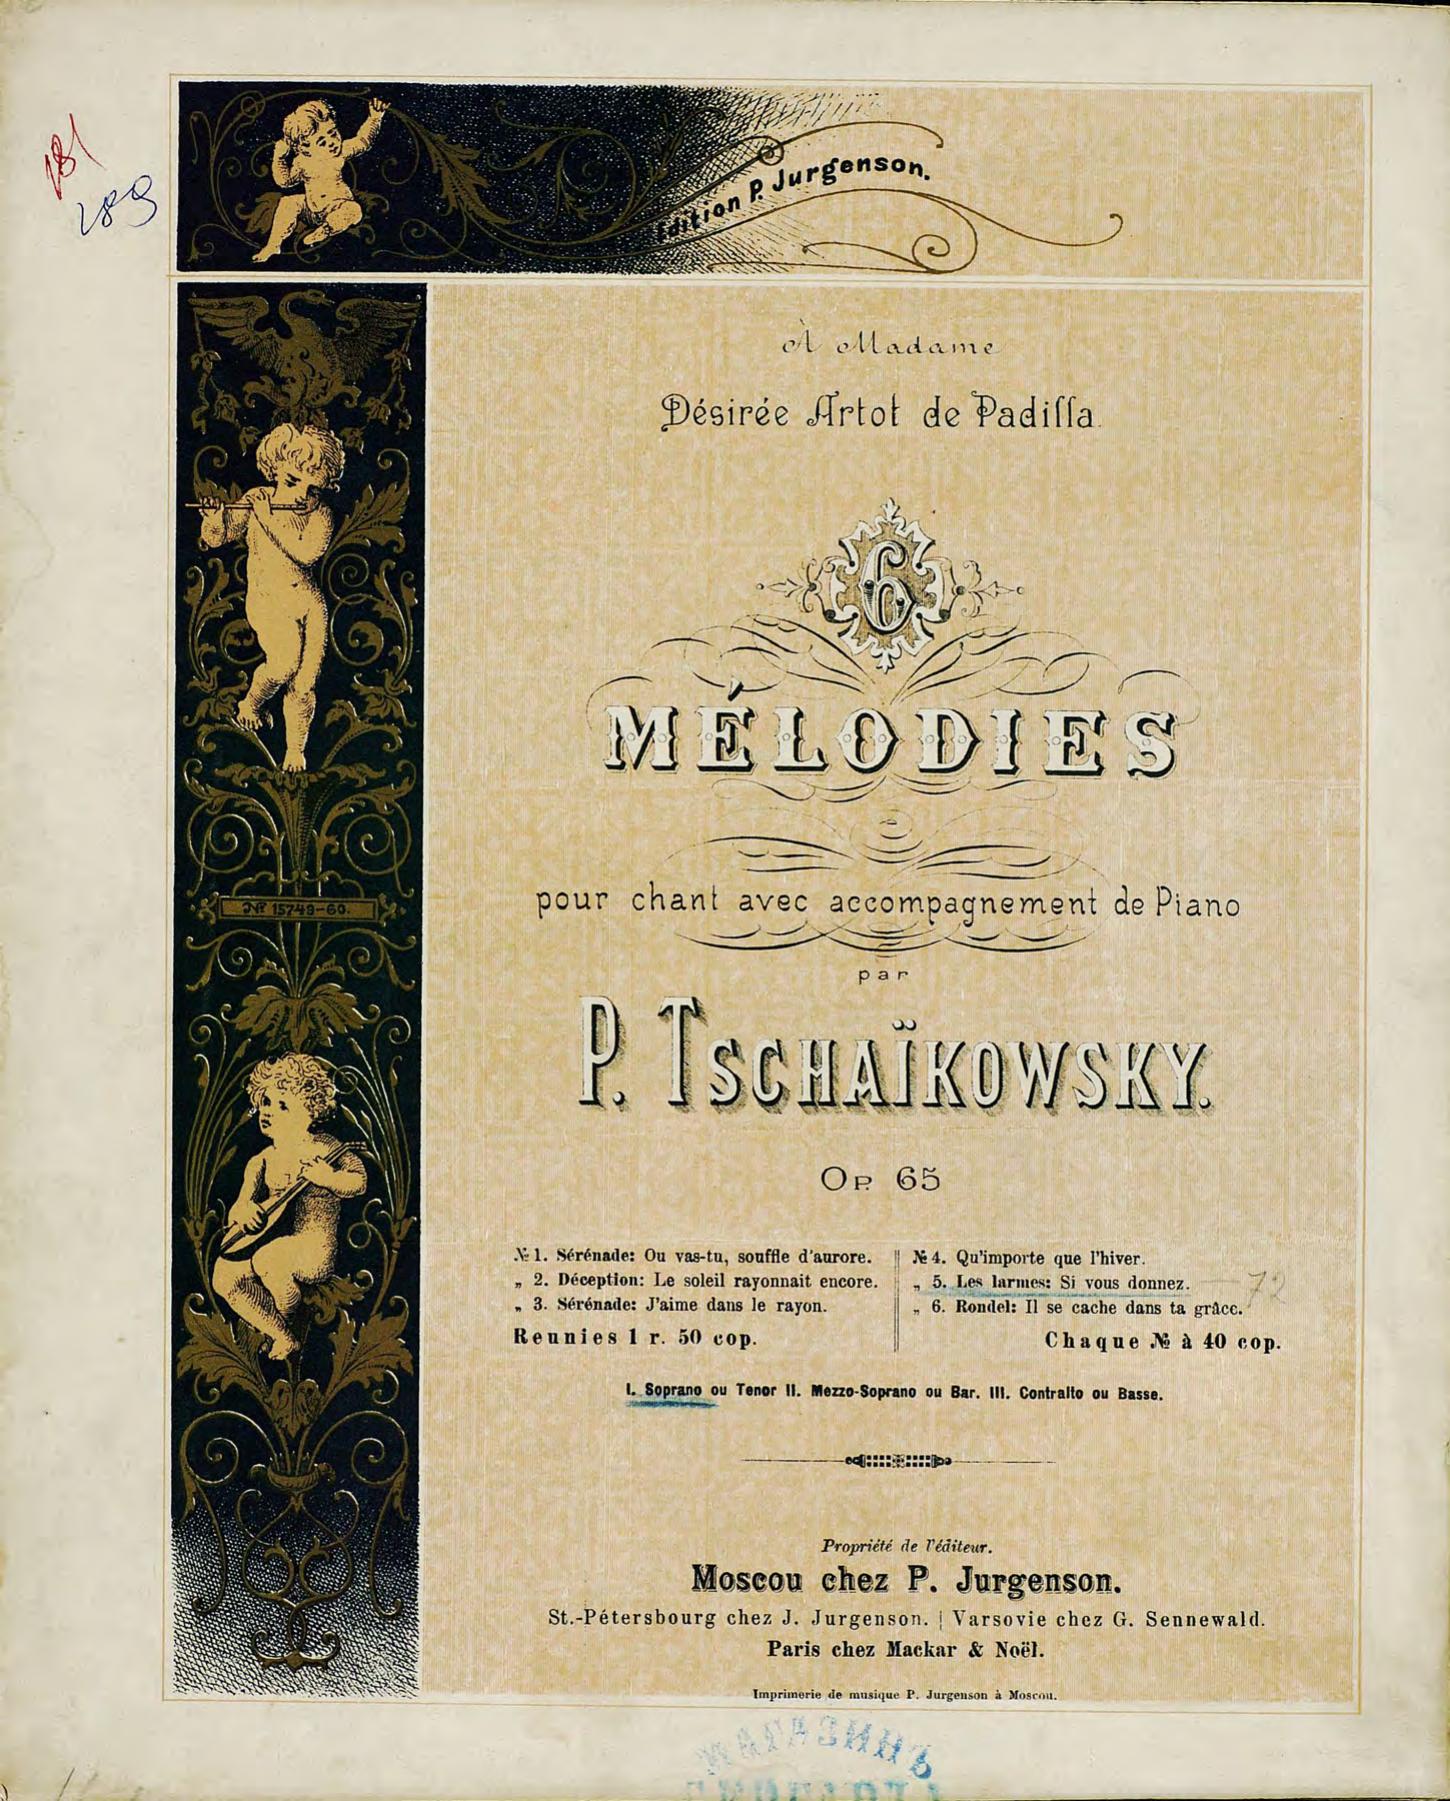 181
189
Edition P. Jurgenson.
À Madame
Désirée Artot de Padilla.
6
MÉLODIES
pour chant avec accompagnement de Piano
№ 15749-60.
par
P. TSCHAÏKOWSKY.
OP. 65
№ 1. Sérénade: Ou vas-tu, souffle d'aurore.
„ 2. Déception: Le soleil rayonnait encore.
„ 3. Sérénade: J'aime dans le rayon.
Reunies 1 r. 50 cop.
№ 4. Qu'importe que l'hiver.
„ 5. Les larmes: Si vous donnez. 72
„ 6. Rondel: Il se cache dans ta grâce.
Chaque № à 40 cop.
I. Soprano ou Tenor II. Mezzo-Soprano ou Bar. III. Contralto ou Basse.
Propriété de l'éditeur.
Moscou chez P. Jurgenson.
St.-Pétersbourg chez J. Jurgenson. | Varsovie chez G. Sennewald.
Paris chez Mackar & Noël.
Imprimerie de musique P. Jurgenson à Moscou.